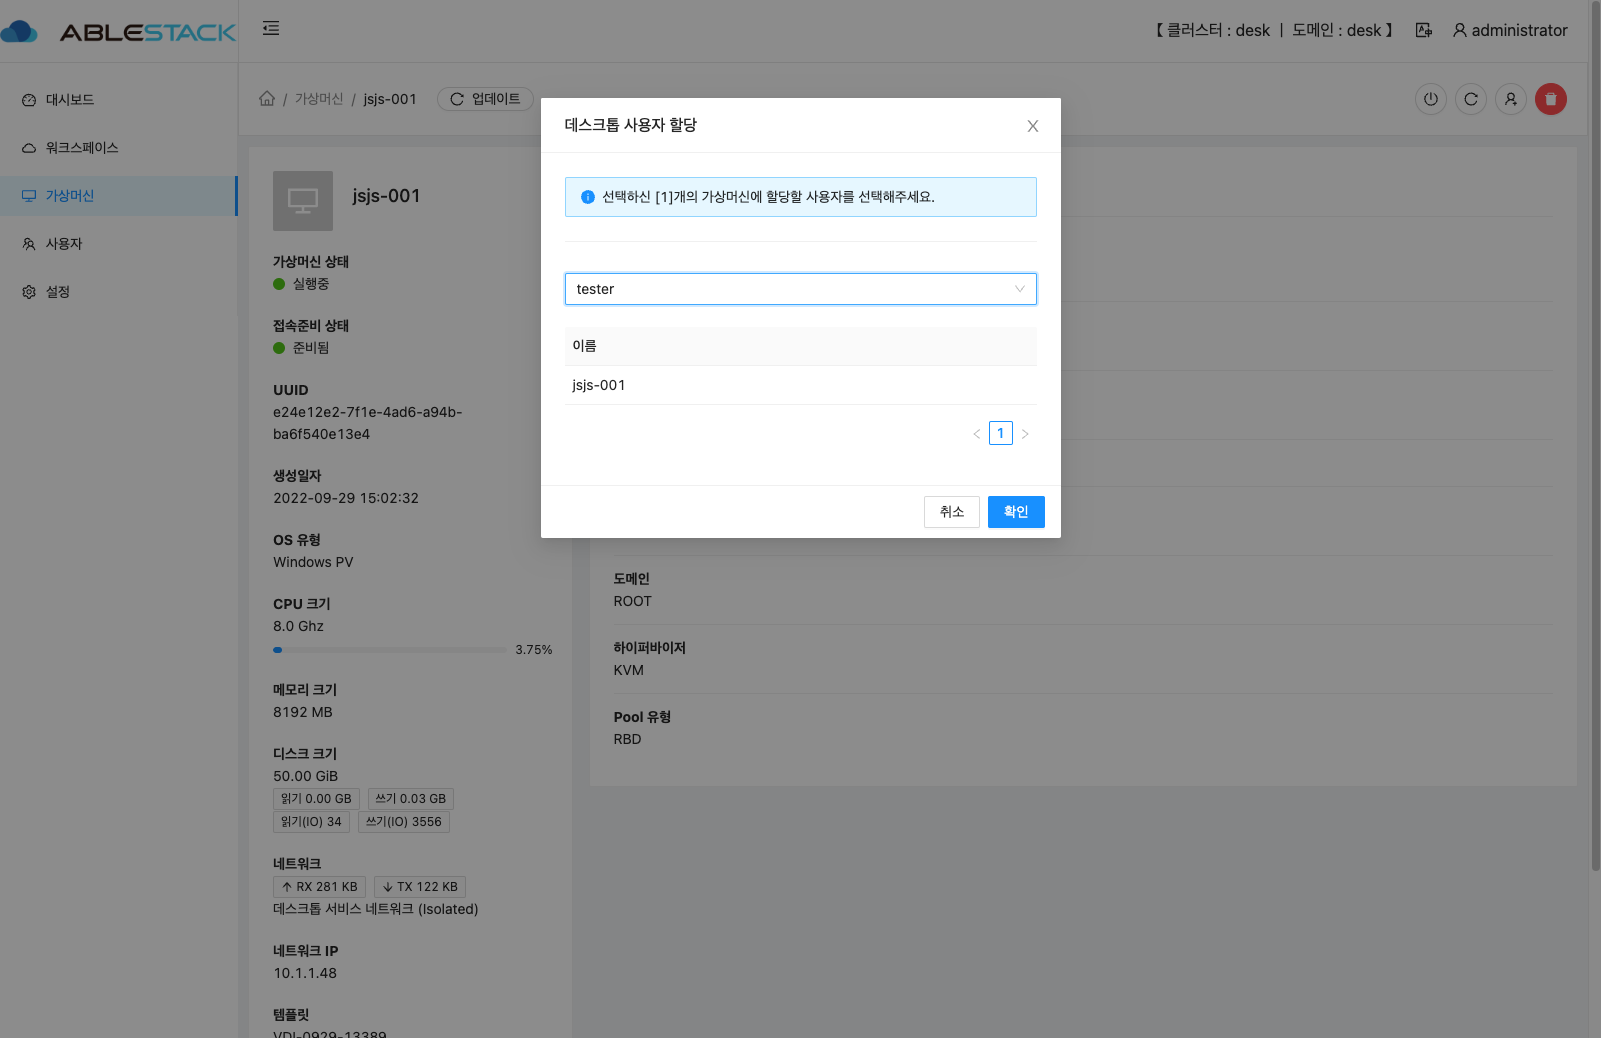 ABLESTACK
【 클러스터 : desk | 도메인 : desk 】
administrator
대시보드
워크스페이스
가상머신
사용자
설정
/ 가상머신 / jsjs-001
업데이트
jsjs-001
가상머신 상태
실행중
접속준비 상태
준비됨
UUID
e24e12e2-7f1e-4ad6-a94b-
ba6f540e13e4
생성일자
2022-09-29 15:02:32
OS 유형
Windows PV
CPU 크기
8.0 Ghz
3.75%
메모리 크기
8192 MB
디스크 크기
50.00 GiB
읽기 0.00 GB
쓰기 0.03 GB
읽기(IO) 34
쓰기(IO) 3556
네트워크
RX 281 KB
TX 122 KB
데스크톱 서비스 네트워크 (Isolated)
네트워크 IP
10.1.1.48
템플릿
VDI-0929-13389
데스크톱 사용자 할당
선택하신 [1]개의 가상머신에 할당할 사용자를 선택해주세요.
tester
이름
jsjs-001
< 1 >
취소
확인
도메인
ROOT
하이퍼바이저
KVM
Pool 유형
RBD